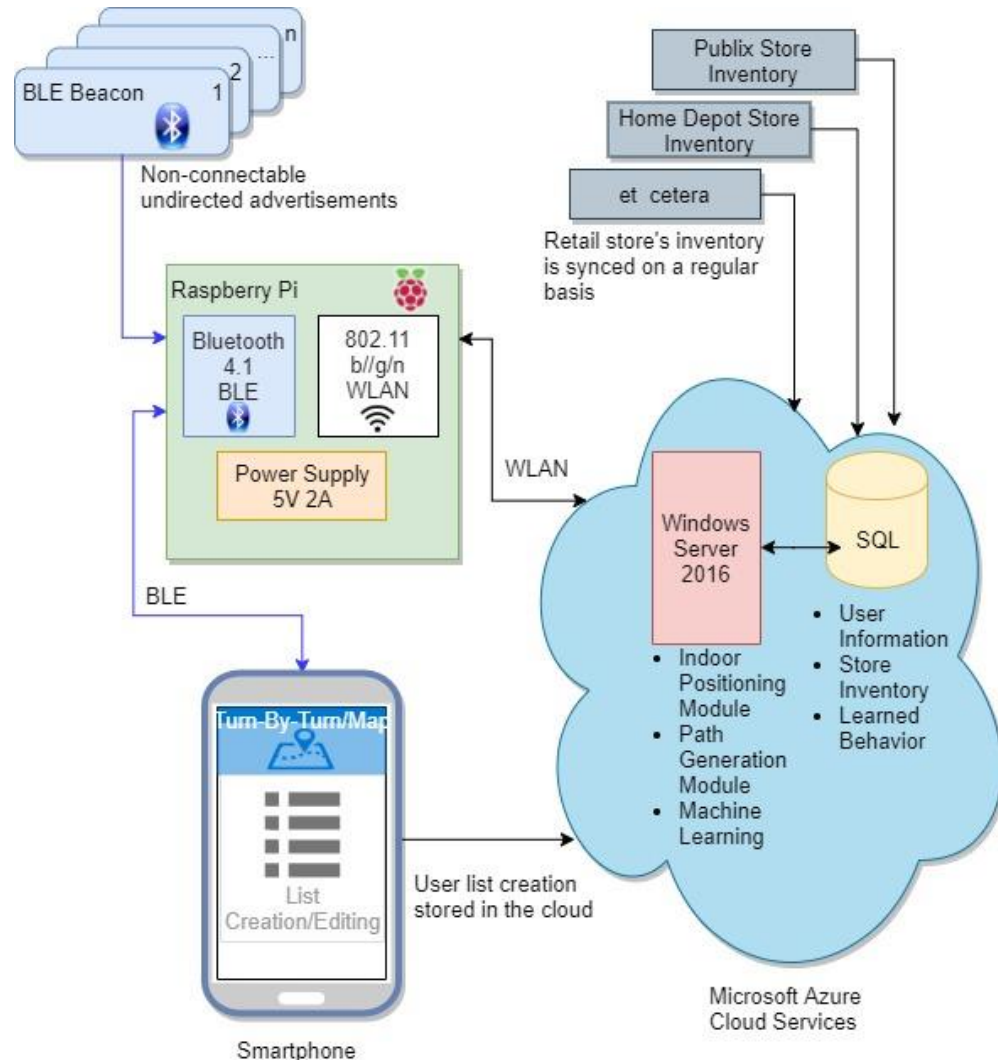 n
...
2
BLE Beacon 1
Non-connectable
undirected advertisements
Publix Store
Inventory
Home Depot Store
Inventory
et cetera
Retail store's inventory
is synced on a regular
basis
Raspberry Pi
Bluetooth
4.1
BLE
802.11
b//g/n
WLAN
Power Supply
5V 2A
WLAN
BLE
Windows
Server
2016
SQL
• Indoor
Positioning
Module
• Path
Generation
Module
• Machine
Learning
• User
Information
• Store
Inventory
• Learned
Behavior
Turn-By-Turn/Map
List
Creation/Editing
User list creation
stored in the cloud
Microsoft Azure
Cloud Services
Smartphone